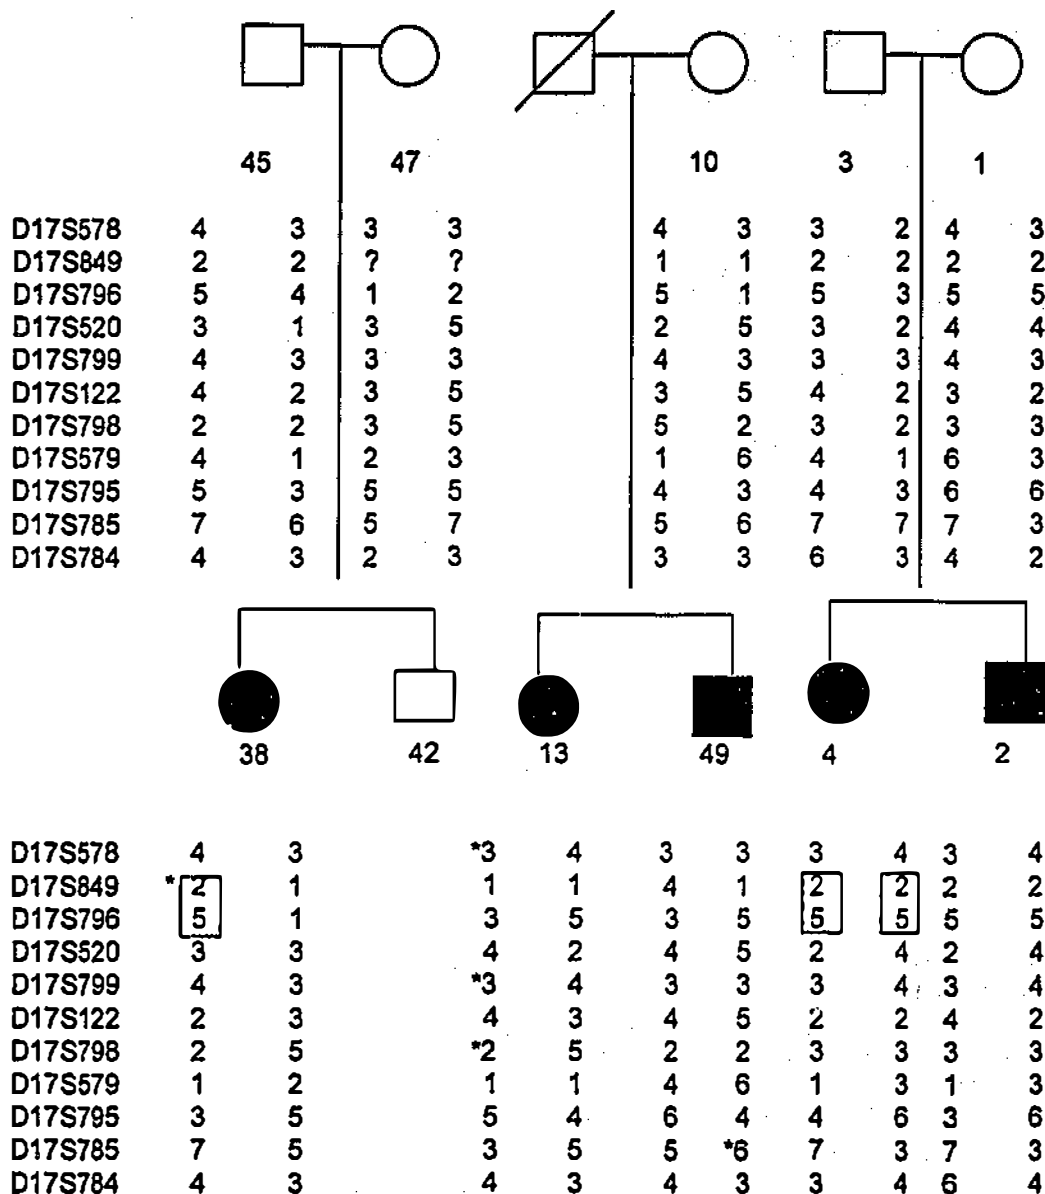 45 47 10 3 1
D17S578 4 3 3 3 4 3 3 2 4 3
D17S849 2 2 ? ? 1 1 2 2 2 2
D17S796 5 4 1 2 5 1 5 3 5 5
D17S520 3 1 3 5 2 5 3 2 4 4
D17S799 4 3 3 3 4 3 3 3 4 3
D17S122 4 2 3 5 3 5 4 2 3 2
D17S798 2 2 3 5 5 2 3 2 3 3
D17S579 4 1 2 3 1 6 4 1 6 3
D17S795 5 3 5 5 4 3 4 3 6 6
D17S785 7 6 5 7 5 6 7 7 7 3
D17S784 4 3 2 3 3 3 6 3 4 2
38 42 13 49 4 2
D17S578 4 3 *3 4 3 3 3 4 3 4
D17S849 *2 1 1 1 4 1 2 2 2 2
D17S796 5 1 3 5 3 5 5 5 5 5
D17S520 3 3 4 2 4 5 2 4 2 4
D17S799 4 3 *3 4 3 3 3 4 3 4
D17S122 2 3 4 3 4 5 2 2 4 2
D17S798 2 5 *2 5 2 2 3 3 3 3
D17S579 1 2 1 1 4 6 1 3 1 3
D17S795 3 5 5 4 6 4 4 6 3 6
D17S785 7 5 3 5 5 *6 7 3 7 3
D17S784 4 3 4 3 4 3 3 4 6 4